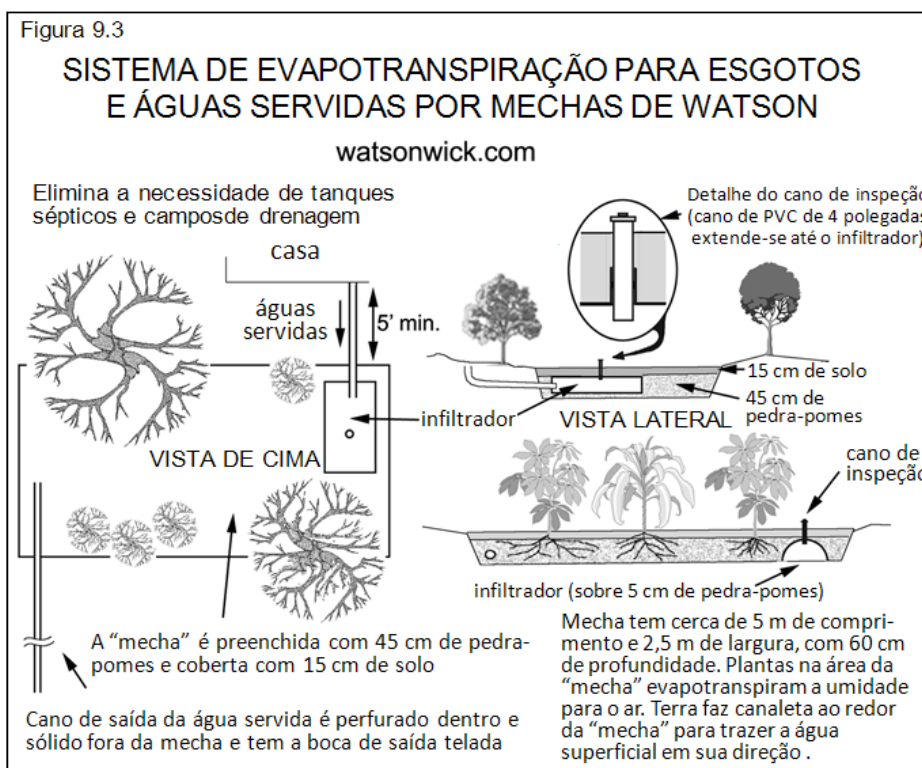 Figura 9.3
SISTEMA DE EVAPOTRANSPIRAÇÃO PARA ESGOTOS
E ÁGUAS SERVIDAS POR MECHAS DE WATSON
watsonwick.com
Elimina a necessidade de tanques
sépticos e camposde drenagem
casa
águas
servidas
5' min.
VISTA DE CIMA
Detalhe do cano de inspeção
(cano de PVC de 4 polegadas
extende-se até o infiltrador)
15 cm de solo
45 cm de
pedra-pomes
infiltrador
VISTA LATERAL
cano de
inspeção
infiltrador (sobre 5 cm de pedra-pomes)
A “mecha” é preenchida com 45 cm de pedra-
pomes e coberta com 15 cm de solo
Cano de saída da água servida é perfurado dentro e
sólido fora da mecha e tem a boca de saída telada
Mecha tem cerca de 5 m de compri-
mento e 2,5 m de largura, com 60 cm
de profundidade. Plantas na área da
“mecha” evapotranspiram a umidade
para o ar. Terra faz canaleta ao redor
da “mecha” para trazer a água
superficial em sua direção .